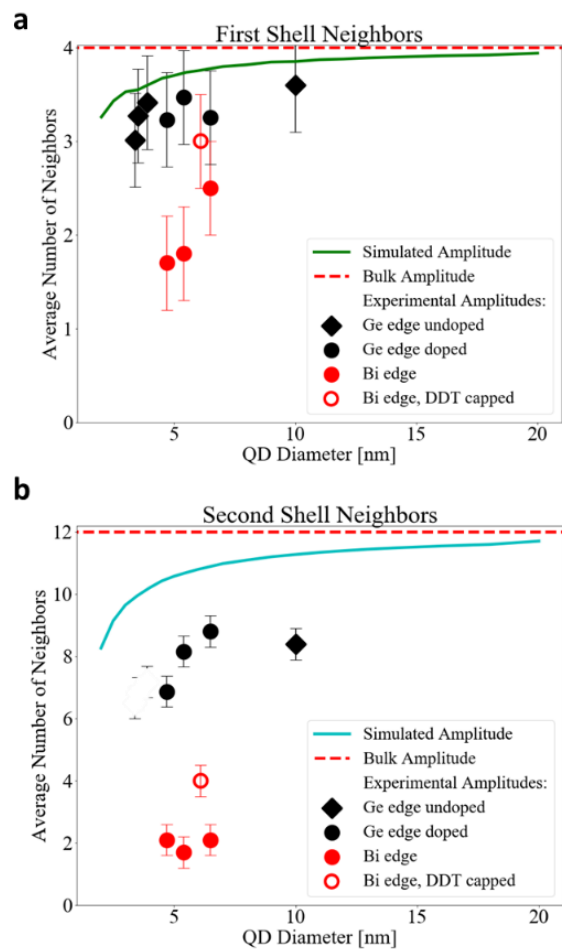 a
First Shell Neighbors
4
3
2
1
0
Average Number of Neighbors
Simulated Amplitude
Bulk Amplitude
Experimental Amplitudes:
Ge edge undoped
Ge edge doped
Bi edge
Bi edge, DDT capped
5
10
15
20
QD Diameter [nm]
b
Second Shell Neighbors
12
10
8
6
4
2
0
Average Number of Neighbors
Simulated Amplitude
Bulk Amplitude
Experimental Amplitudes:
Ge edge undoped
Ge edge doped
Bi edge
Bi edge, DDT capped
5
10
15
20
QD Diameter [nm]